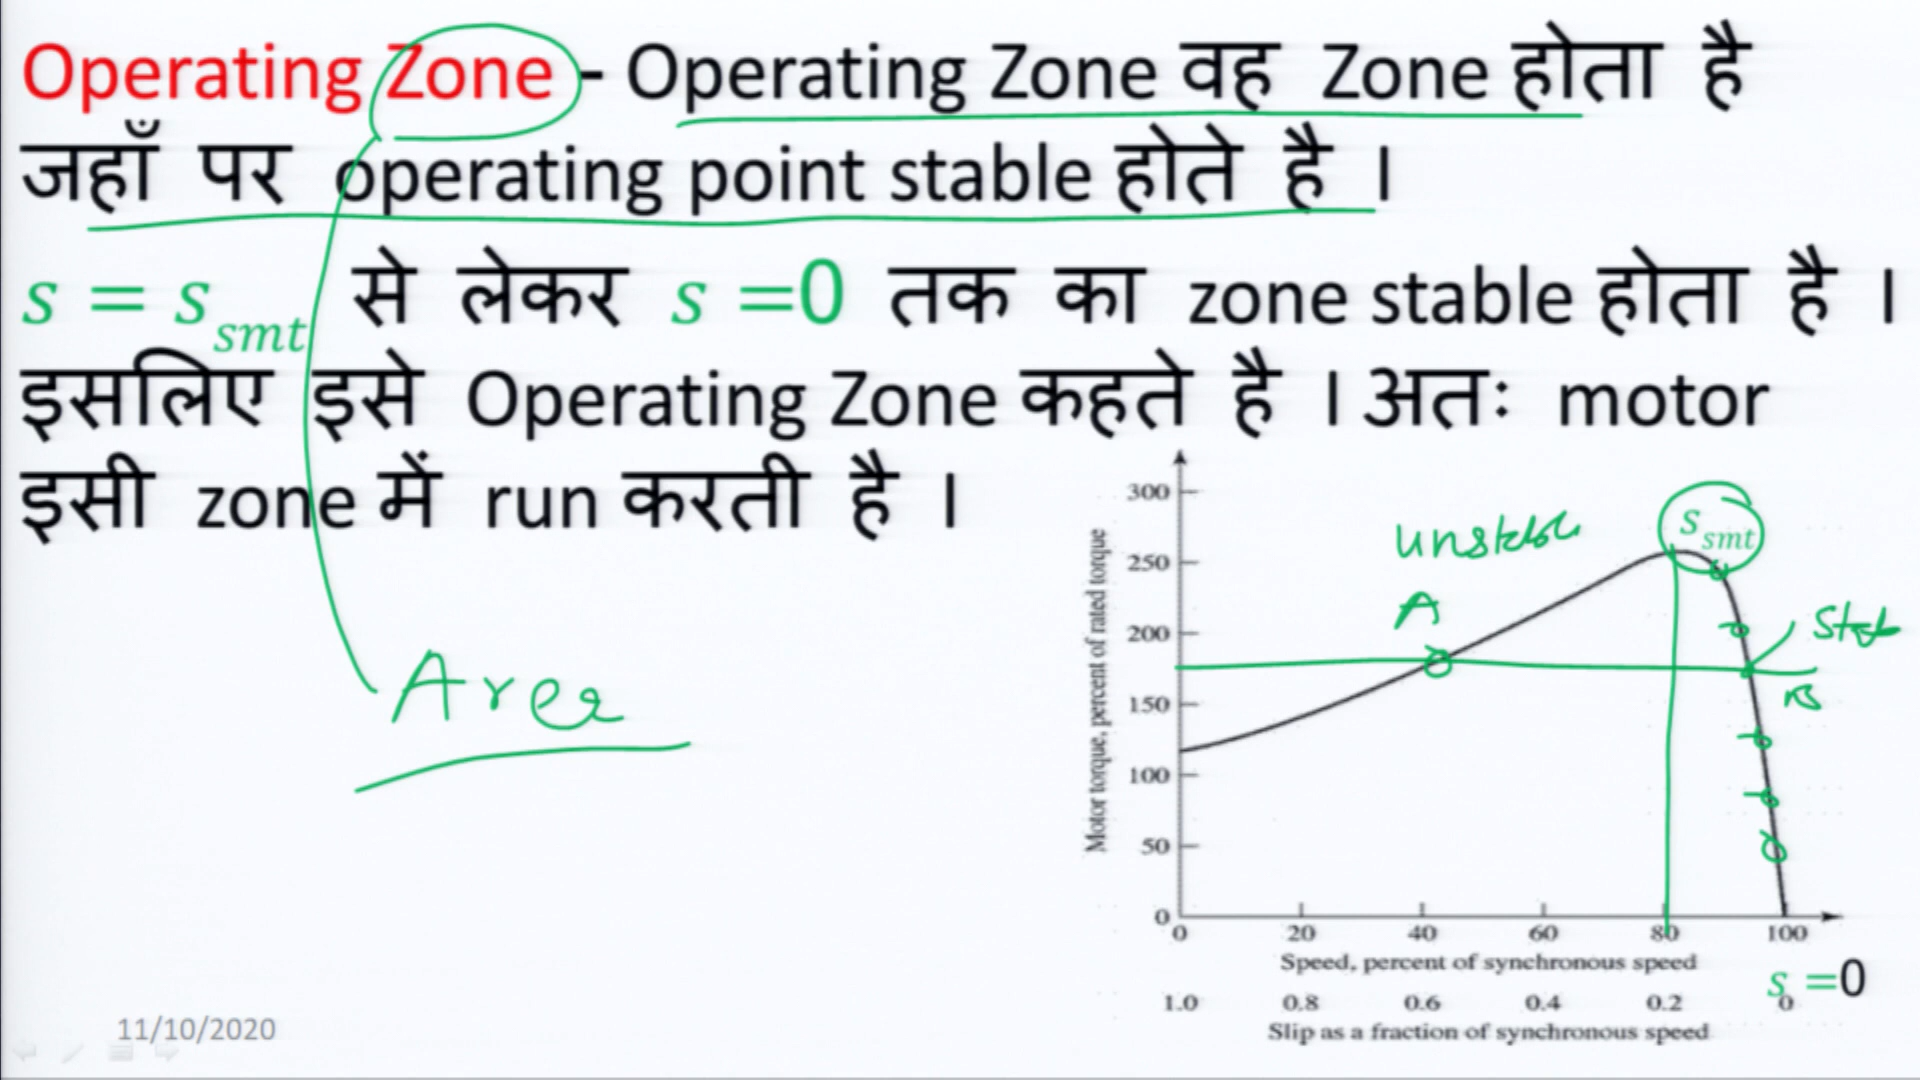 Operating Zone - Operating Zone वह Zone होता है
जहाँ पर operating point stable होते है ।
s = s smt से लेकर s =0 तक का zone stable होता है ।
इसलिए इसे Operating Zone कहते है । अतः motor
इसी zone में run करती है ।
Area
Motor torque, percent of rated torque
300
250
200
150
100
50
0
unstable
A
s smt
B
0 20 40 60 80 100
Speed, percent of synchronous speed
s =0
1.0 0.8 0.6 0.4 0.2 0
Slip as a fraction of synchronous speed
11/10/2020